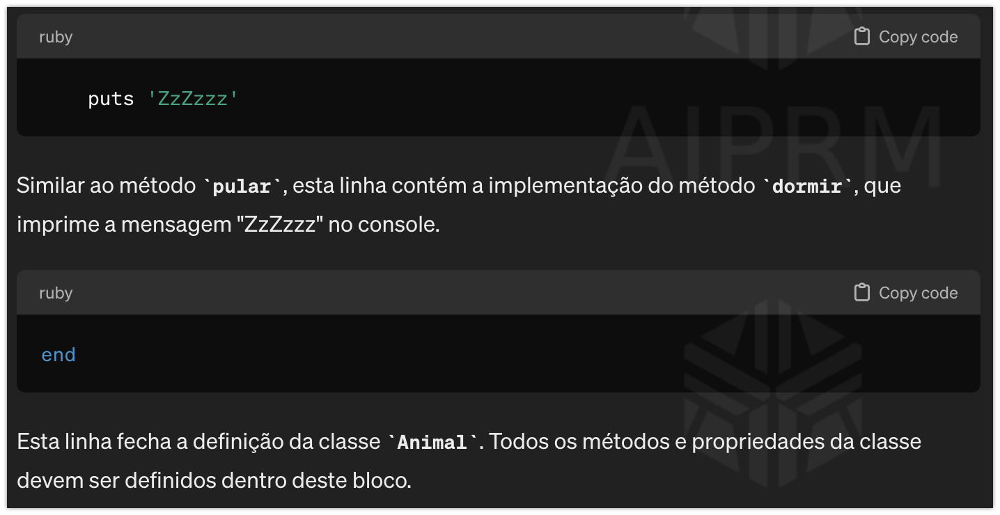 ruby Copy code
puts 'ZzZzzz'
AIPRM
Similar ao método `pular`, esta linha contém a implementação do método `dormir`, que
imprime a mensagem "ZzZzzz" no console.
ruby Copy code
end
Esta linha fecha a definição da classe `Animal`. Todos os métodos e propriedades da classe
devem ser definidos dentro deste bloco.